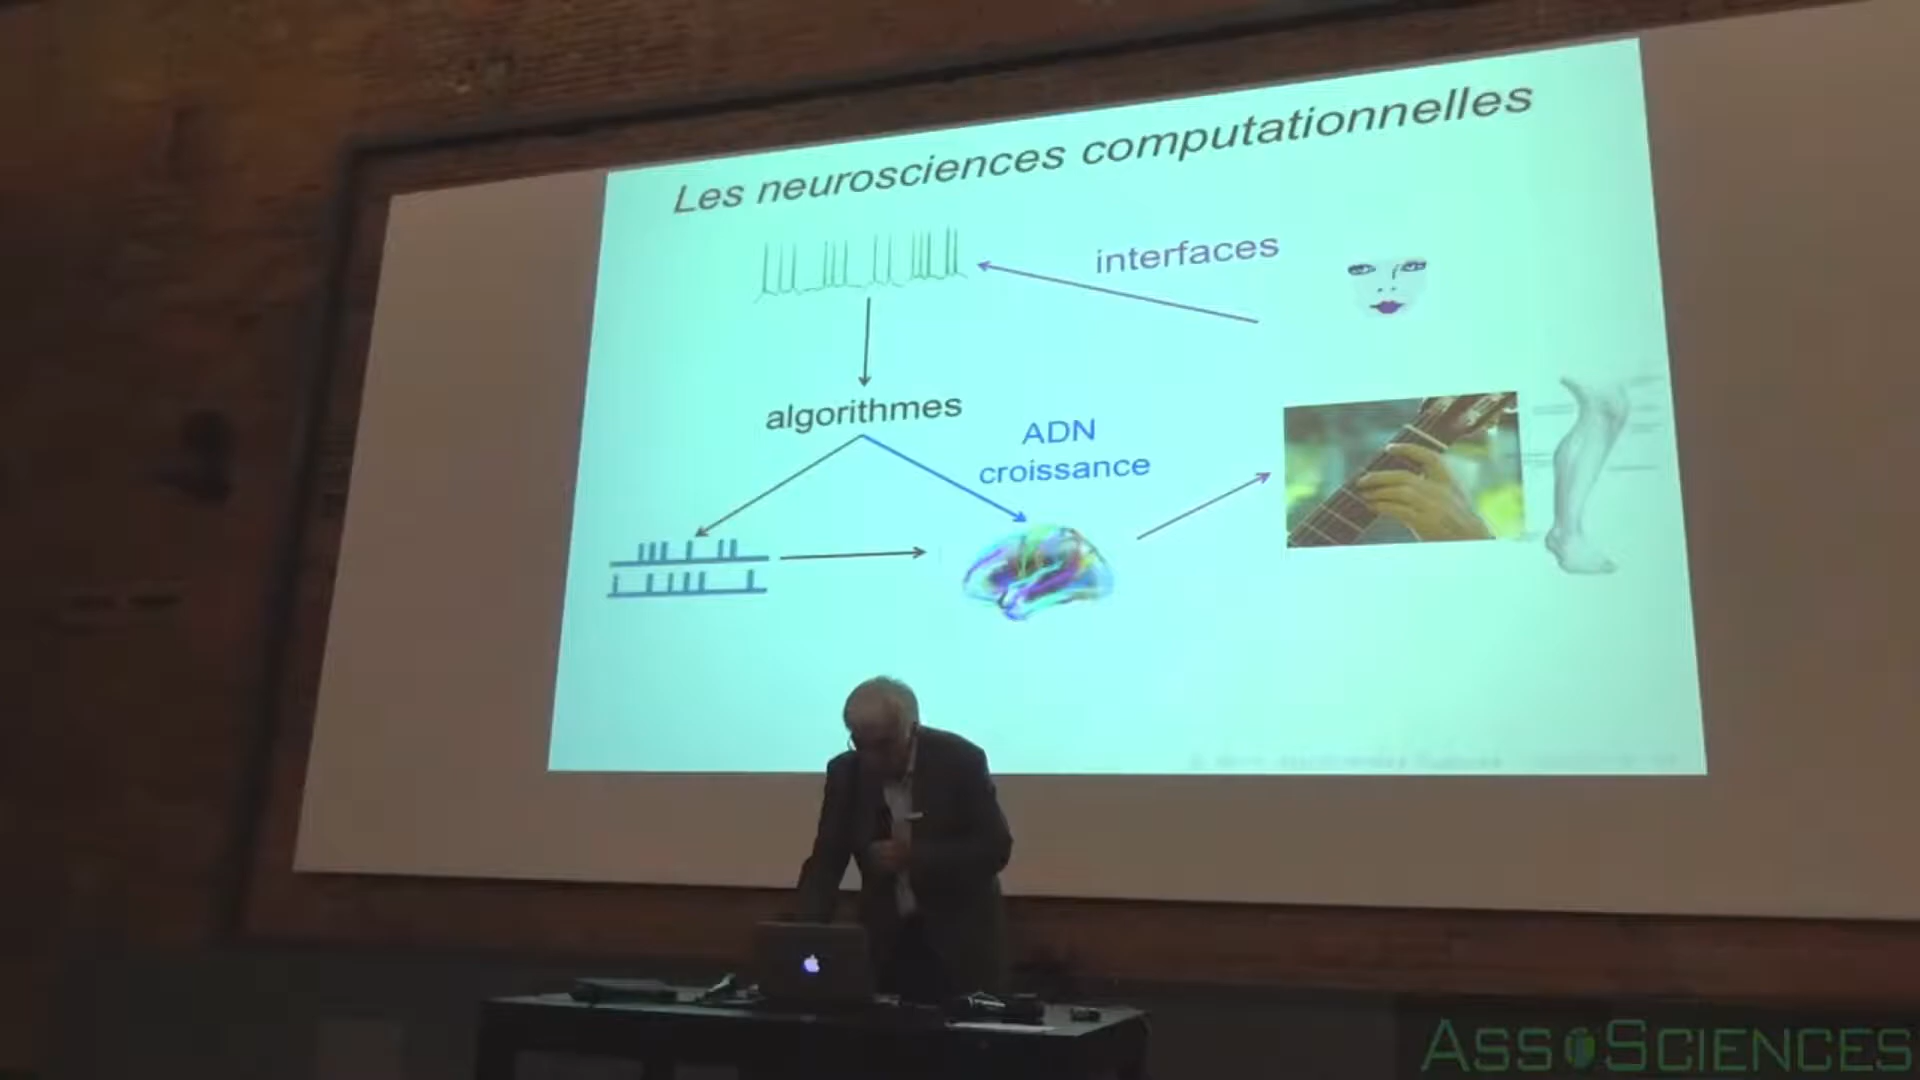 Les neurosciences computationnelles
interfaces
algorithmes
ADN
croissance
ASSOSCIENCES